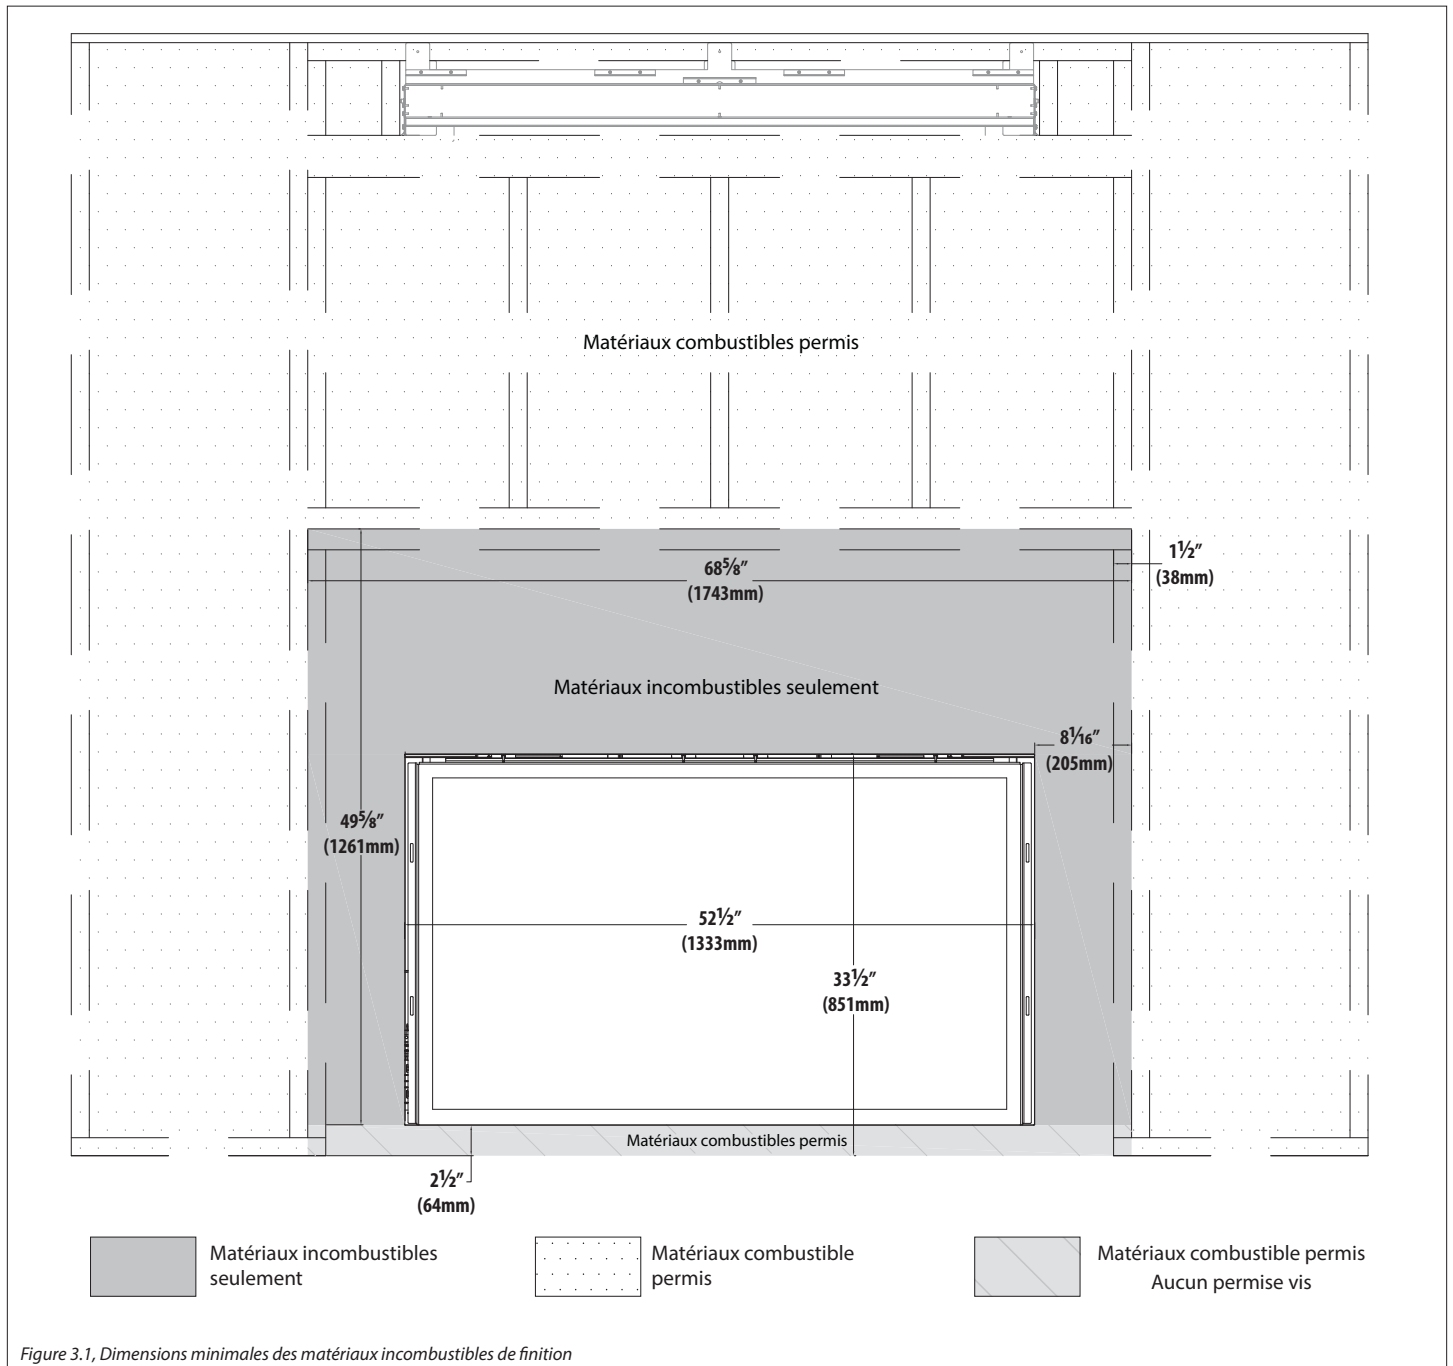 Matériaux combustibles permis
1½″
(38mm)
68⅝″
(1743mm)
Matériaux incombustibles seulement
8¹⁄₁₆″
(205mm)
49⅝″
(1261mm)
52½″
(1333mm)
33½″
(851mm)
Matériaux combustibles permis
2½″
(64mm)
Matériaux incombustibles
seulement
Matériaux combustible
permis
Matériaux combustible permis
Aucun permise vis
Figure 3.1, Dimensions minimales des matériaux incombustibles de finition